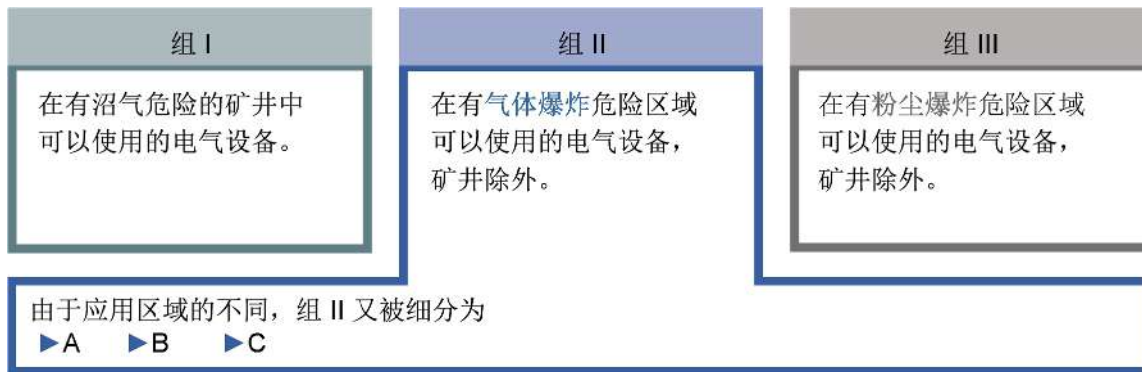 组 I
在有沼气危险的矿井中
可以使用的电气设备。
组 II
在有气体爆炸危险区域
可以使用的电气设备，
矿井除外。
组 III
在有粉尘爆炸危险区域
可以使用的电气设备，
矿井除外。
由于应用区域的不同，组 II 又被细分为
▶A ▶B ▶C